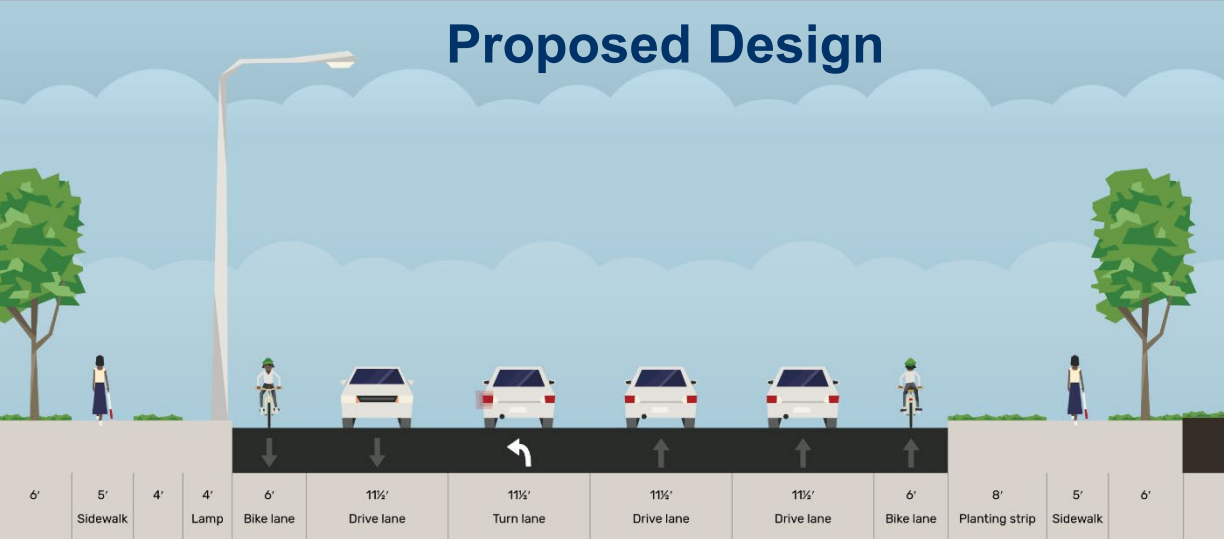 Proposed Design
6′ 5′ 4′ 4′ 6′ 11½′ 11½′ 11½′ 11½′ 6′ 8′ 5′ 6′
Sidewalk Lamp Bike lane Drive lane Turn lane Drive lane Drive lane Bike lane Planting strip Sidewalk